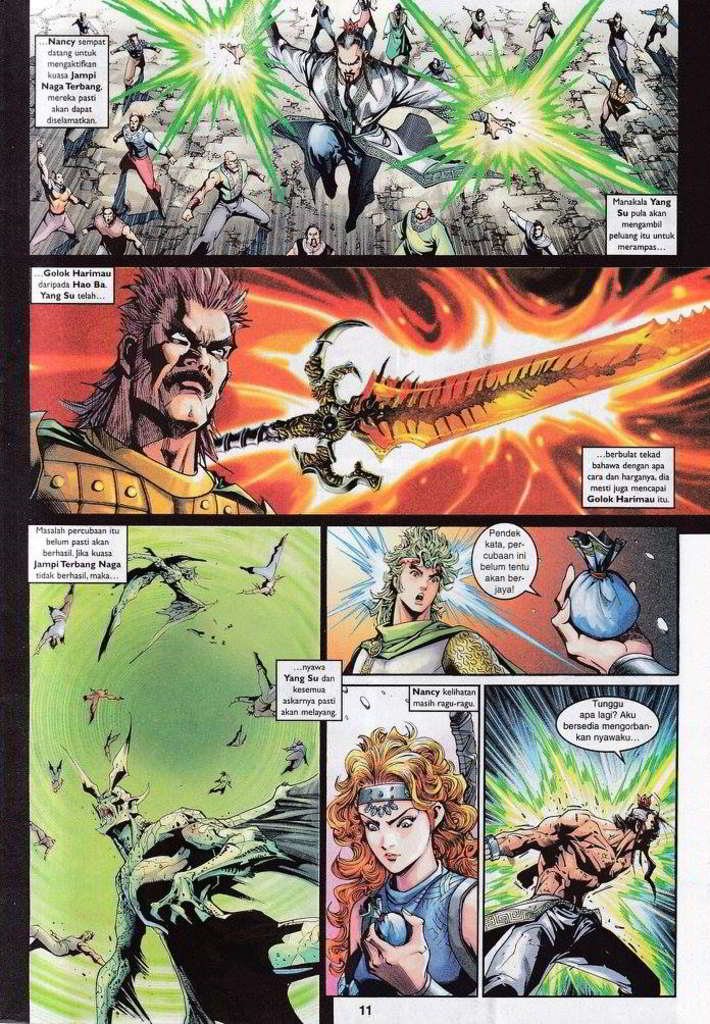 ...Nancy sempat
datang untuk
mengaktifkan
kuasa Jampi
Naga Terbang,
mereka pasti
akan dapat
diselamatkan.
Manakala Yang
Su pula akan
mengambil
peluang itu untuk
merampas...
...Golok Harimau
daripada Hao Ba.
Yang Su telah...
...berbulat tekad
bahawa dengan apa
cara dan harganya, dia
mesti juga mencapai
Golok Harimau itu.
Masalah percubaan itu
belum pasti akan
berhasil. Jika kuasa
Jampi Terbang Naga
tidak berhasil, maka...
...nyawa
Yang Su dan
kesemua
askarnya pasti
akan melayang.
Pendek
kata, per-
cubaan ini
belum tentu
akan ber-
jaya!
Nancy kelihatan
masih ragu-ragu.
Tunggu
apa lagi? Aku
bersedia mengorban-
kan nyawaku...
11